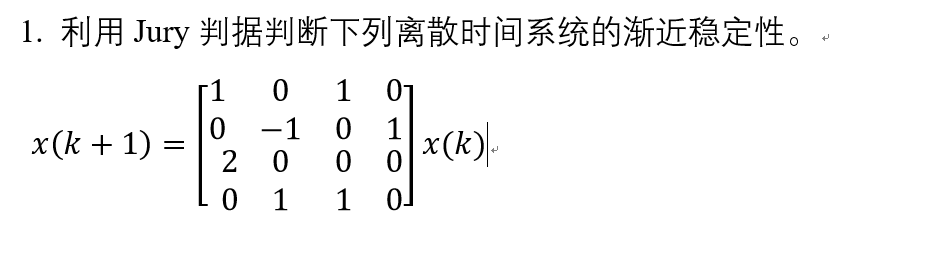 1. 利用 Jury 判据判断下列离散时间系统的渐近稳定性。
x(k + 1) = [1 0 1 0
0 −1 0 1
2 0 0 0
0 1 1 0] x(k)